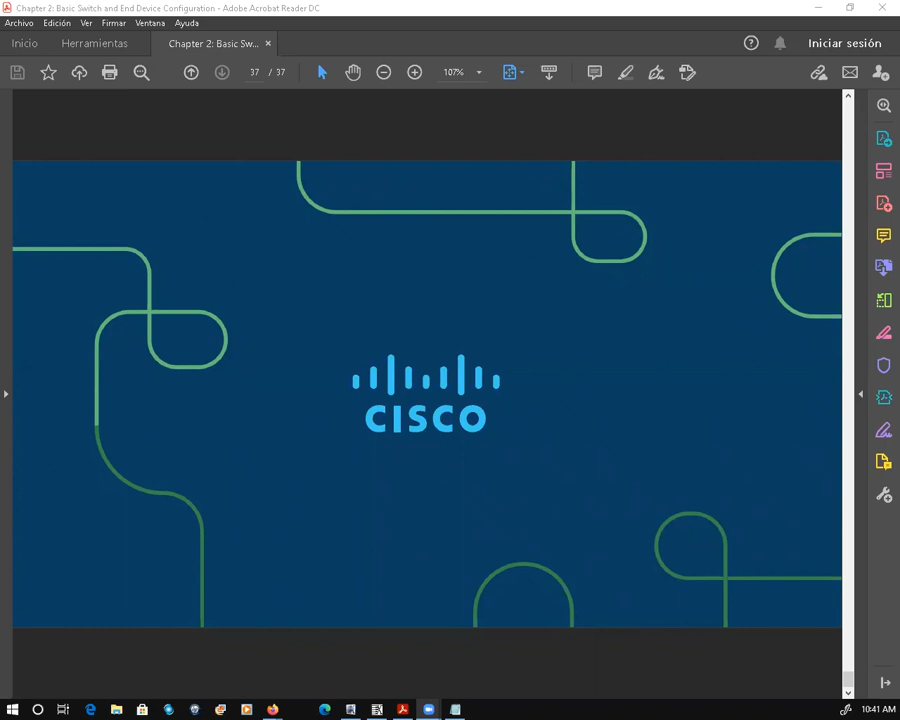 Chapter 2: Basic Switch and End Device Configuration - Adobe Acrobat Reader DC
Archivo Edición Ver Firmar Ventana Ayuda
Inicio Herramientas Chapter 2: Basic Sw... × Iniciar sesión
37 / 37 107%
CISCO
10:41 AM